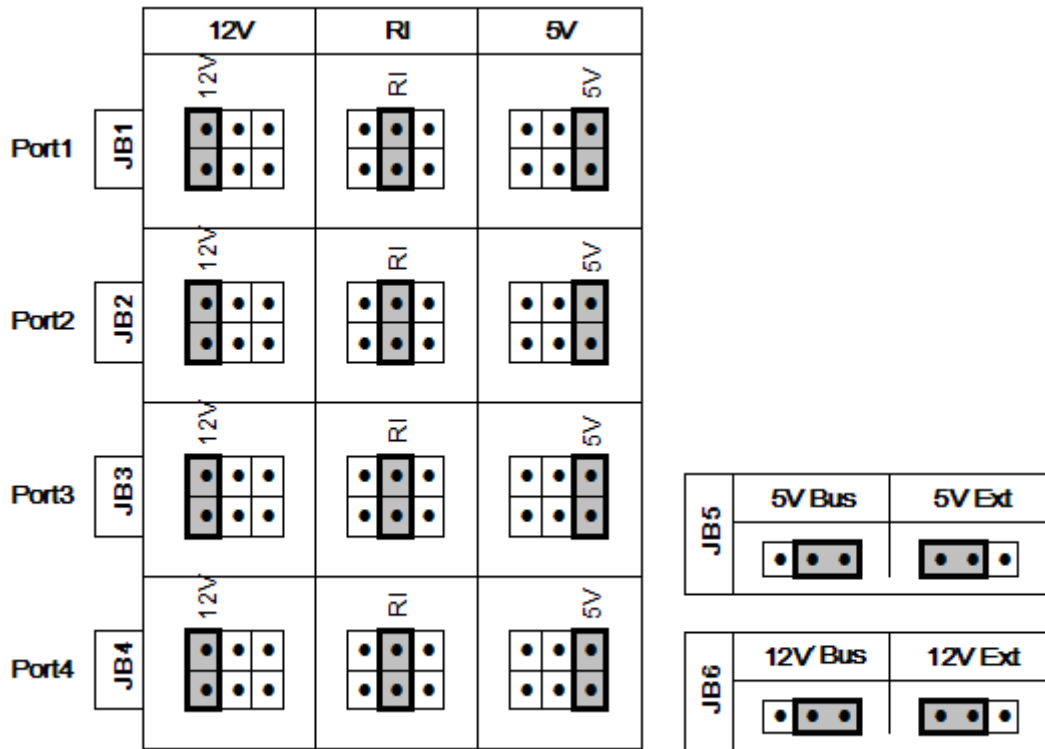 12V RI 5V
12V RI 5V
Port1 JB1
12V RI 5V
Port2 JB2
12V RI 5V
Port3 JB3
12V RI 5V
Port4 JB4
JB5 5V Bus 5V Ext
JB6 12V Bus 12V Ext